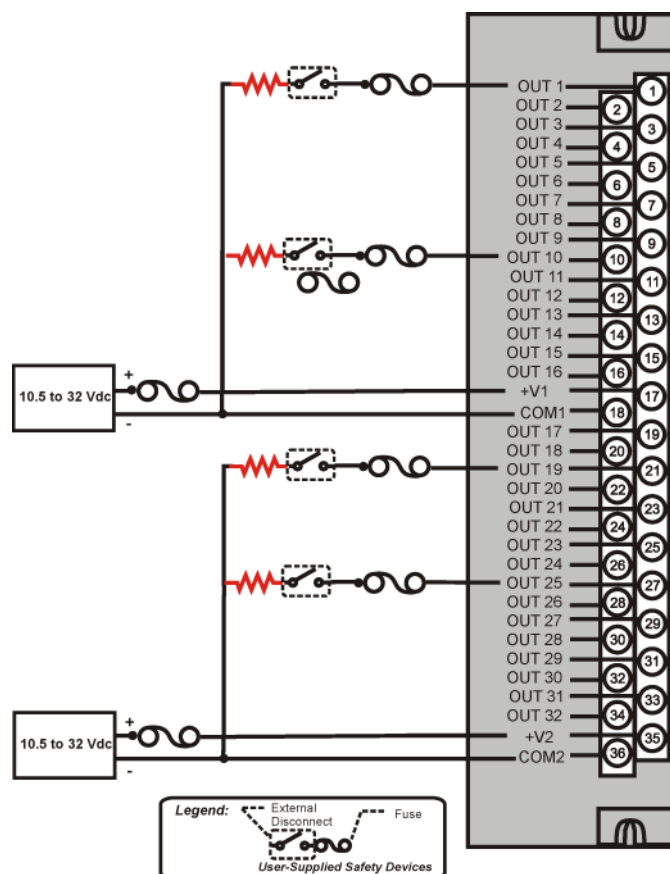 OUT 1
OUT 2
OUT 3
OUT 4
OUT 5
OUT 6
OUT 7
OUT 8
OUT 9
OUT 10
OUT 11
OUT 12
OUT 13
OUT 14
OUT 15
OUT 16
+V1
COM1
OUT 17
OUT 18
OUT 19
OUT 20
OUT 21
OUT 22
OUT 23
OUT 24
OUT 25
OUT 26
OUT 27
OUT 28
OUT 29
OUT 30
OUT 31
OUT 32
+V2
COM2
1
2
3
4
5
6
7
8
9
10
11
12
13
14
15
16
17
18
19
20
21
22
23
24
25
26
27
28
29
30
31
32
33
34
35
36
+
10.5 to 32 Vdc
-
+
10.5 to 32 Vdc
-
Legend:
External
Disconnect
Fuse
User-Supplied Safety Devices